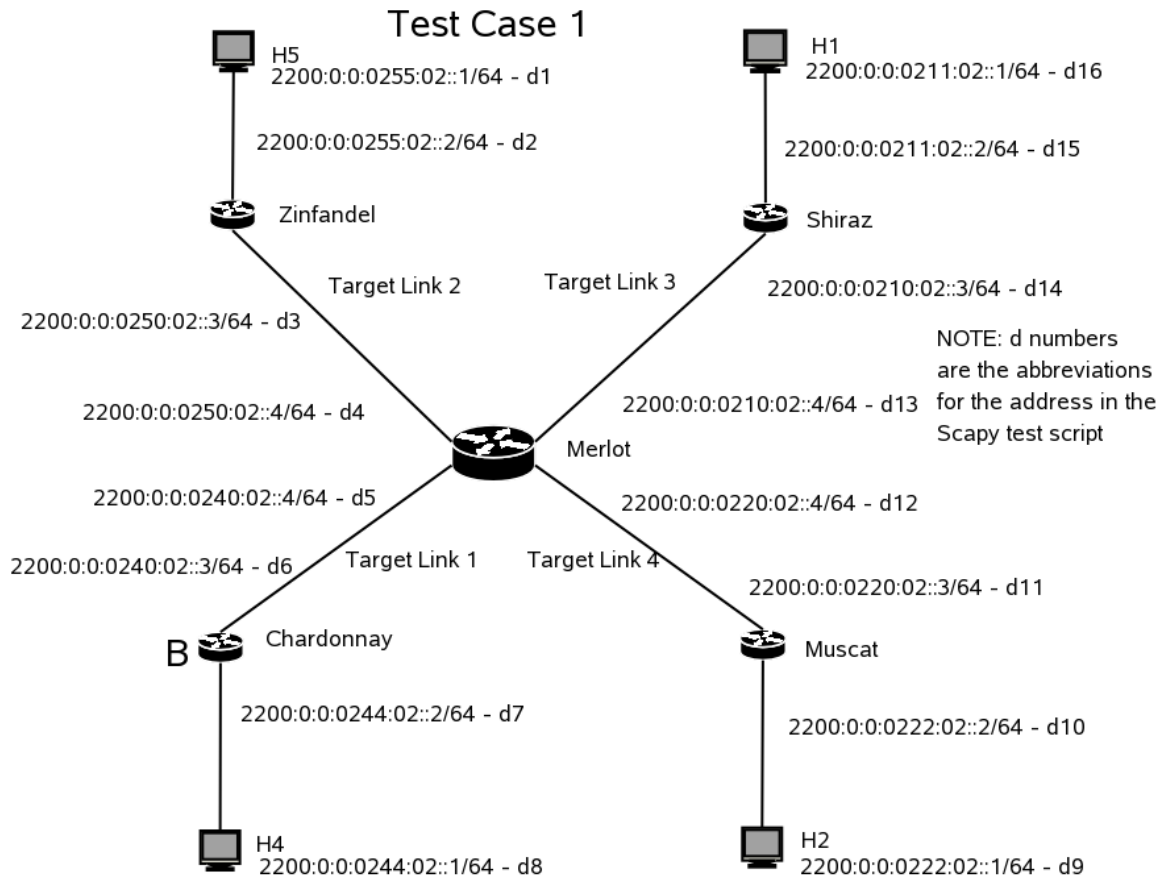 Test Case 1
H5
2200:0:0:0255:02::1/64 - d1
H1
2200:0:0:0211:02::1/64 - d16
2200:0:0:0255:02::2/64 - d2
2200:0:0:0211:02::2/64 - d15
Zinfandel
Shiraz
Target Link 2
Target Link 3
2200:0:0:0210:02::3/64 - d14
2200:0:0:0250:02::3/64 - d3
NOTE: d numbers
are the abbreviations
for the address in the
Scapy test script
2200:0:0:0250:02::4/64 - d4
2200:0:0:0210:02::4/64 - d13
Merlot
2200:0:0:0240:02::4/64 - d5
2200:0:0:0220:02::4/64 - d12
2200:0:0:0240:02::3/64 - d6
Target Link 1
Target Link 4
2200:0:0:0220:02::3/64 - d11
B
Chardonnay
Muscat
2200:0:0:0244:02::2/64 - d7
2200:0:0:0222:02::2/64 - d10
H4
2200:0:0:0244:02::1/64 - d8
H2
2200:0:0:0222:02::1/64 - d9